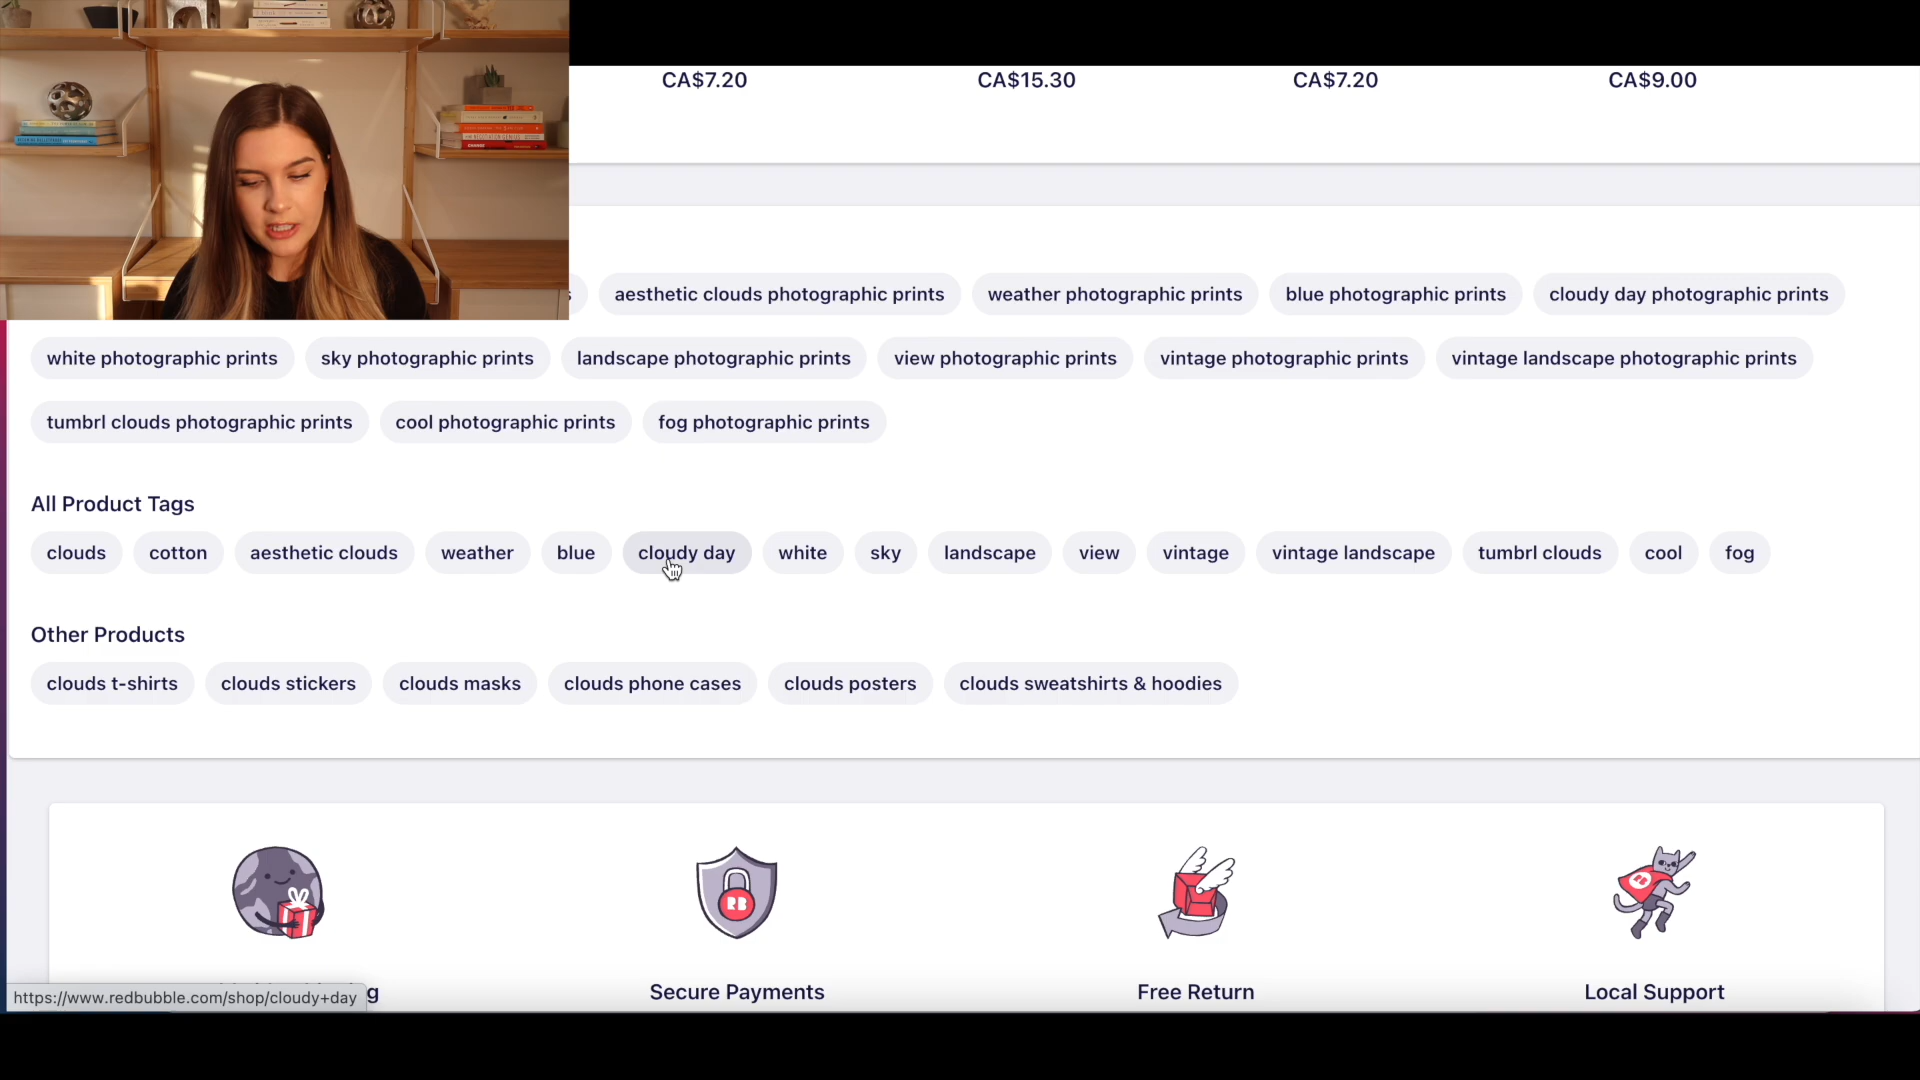 CA$7.20 CA$15.30 CA$7.20 CA$9.00
aesthetic clouds photographic prints weather photographic prints blue photographic prints cloudy day photographic prints
white photographic prints sky photographic prints landscape photographic prints view photographic prints vintage photographic prints vintage landscape photographic prints
tumbrl clouds photographic prints cool photographic prints fog photographic prints
All Product Tags
clouds cotton aesthetic clouds weather blue cloudy day white sky landscape view vintage vintage landscape tumbrl clouds cool fog
Other Products
clouds t-shirts clouds stickers clouds masks clouds phone cases clouds posters clouds sweatshirts & hoodies
RB
Secure Payments Free Return Local Support
https://www.redbubble.com/shop/cloudy+day